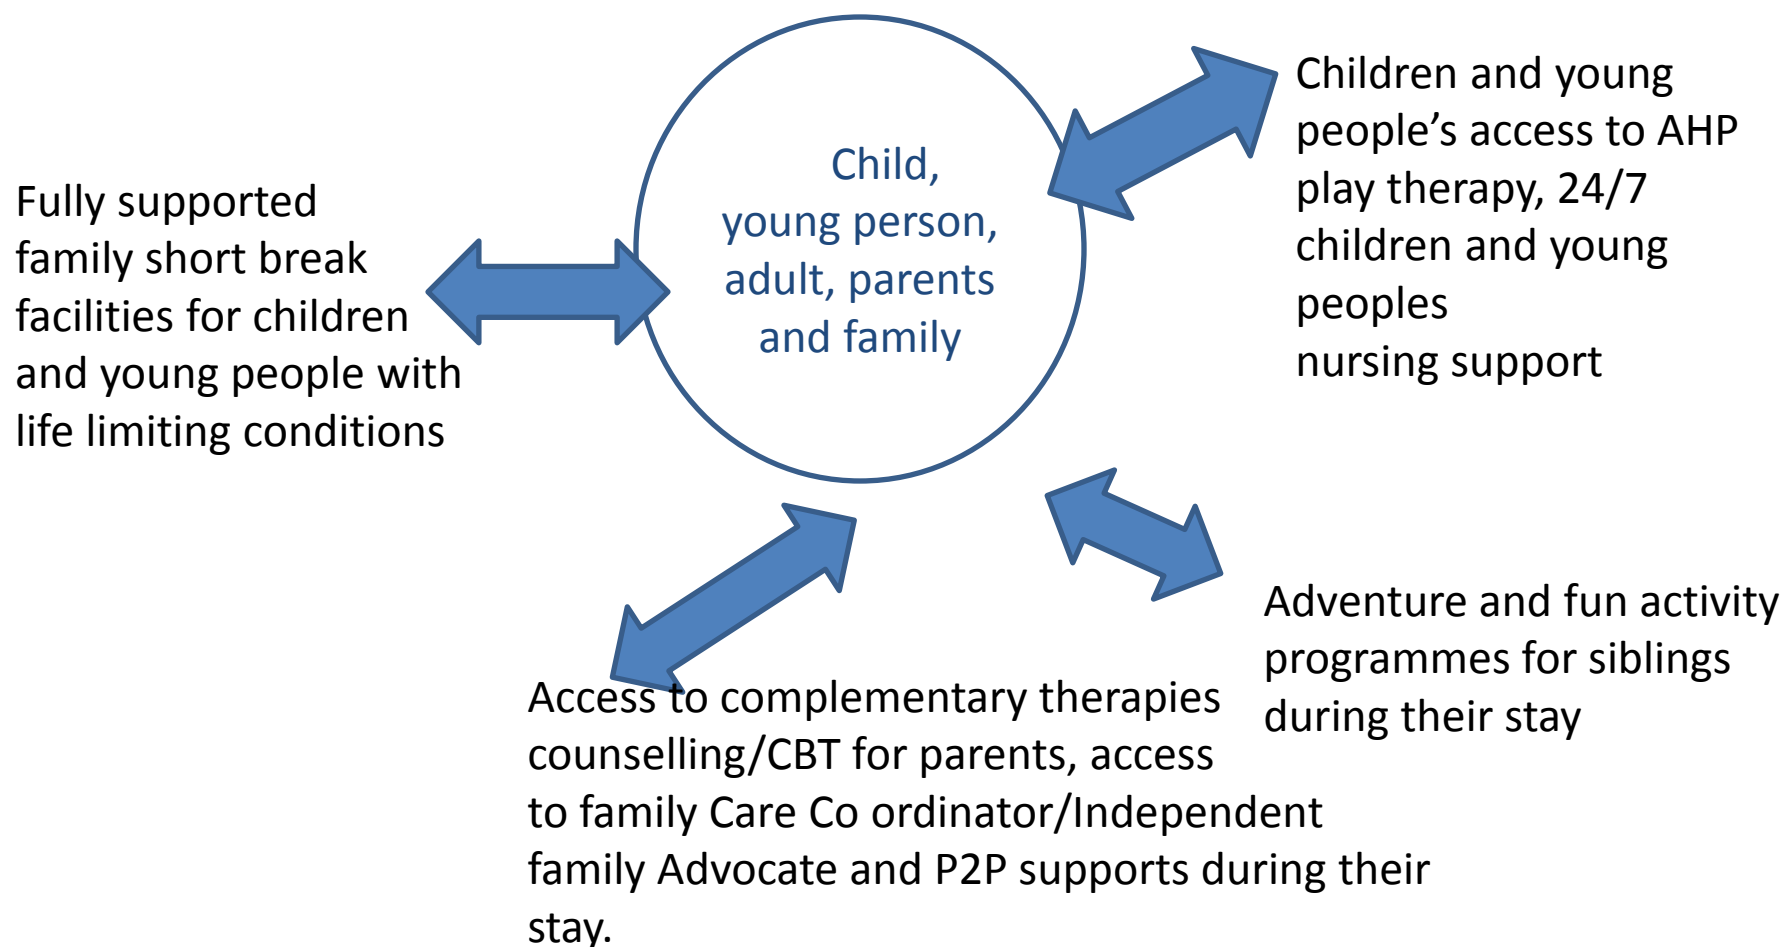 Child,
young person,
adult, parents
and family
Fully supported
family short break
facilities for children
and young people with
life limiting conditions
Children and young
people’s access to AHP
play therapy, 24/7
children and young
peoples
nursing support
Adventure and fun activity
programmes for siblings
during their stay
Access to complementary therapies
counselling/CBT for parents, access
to family Care Co ordinator/Independent
family Advocate and P2P supports during their
stay.